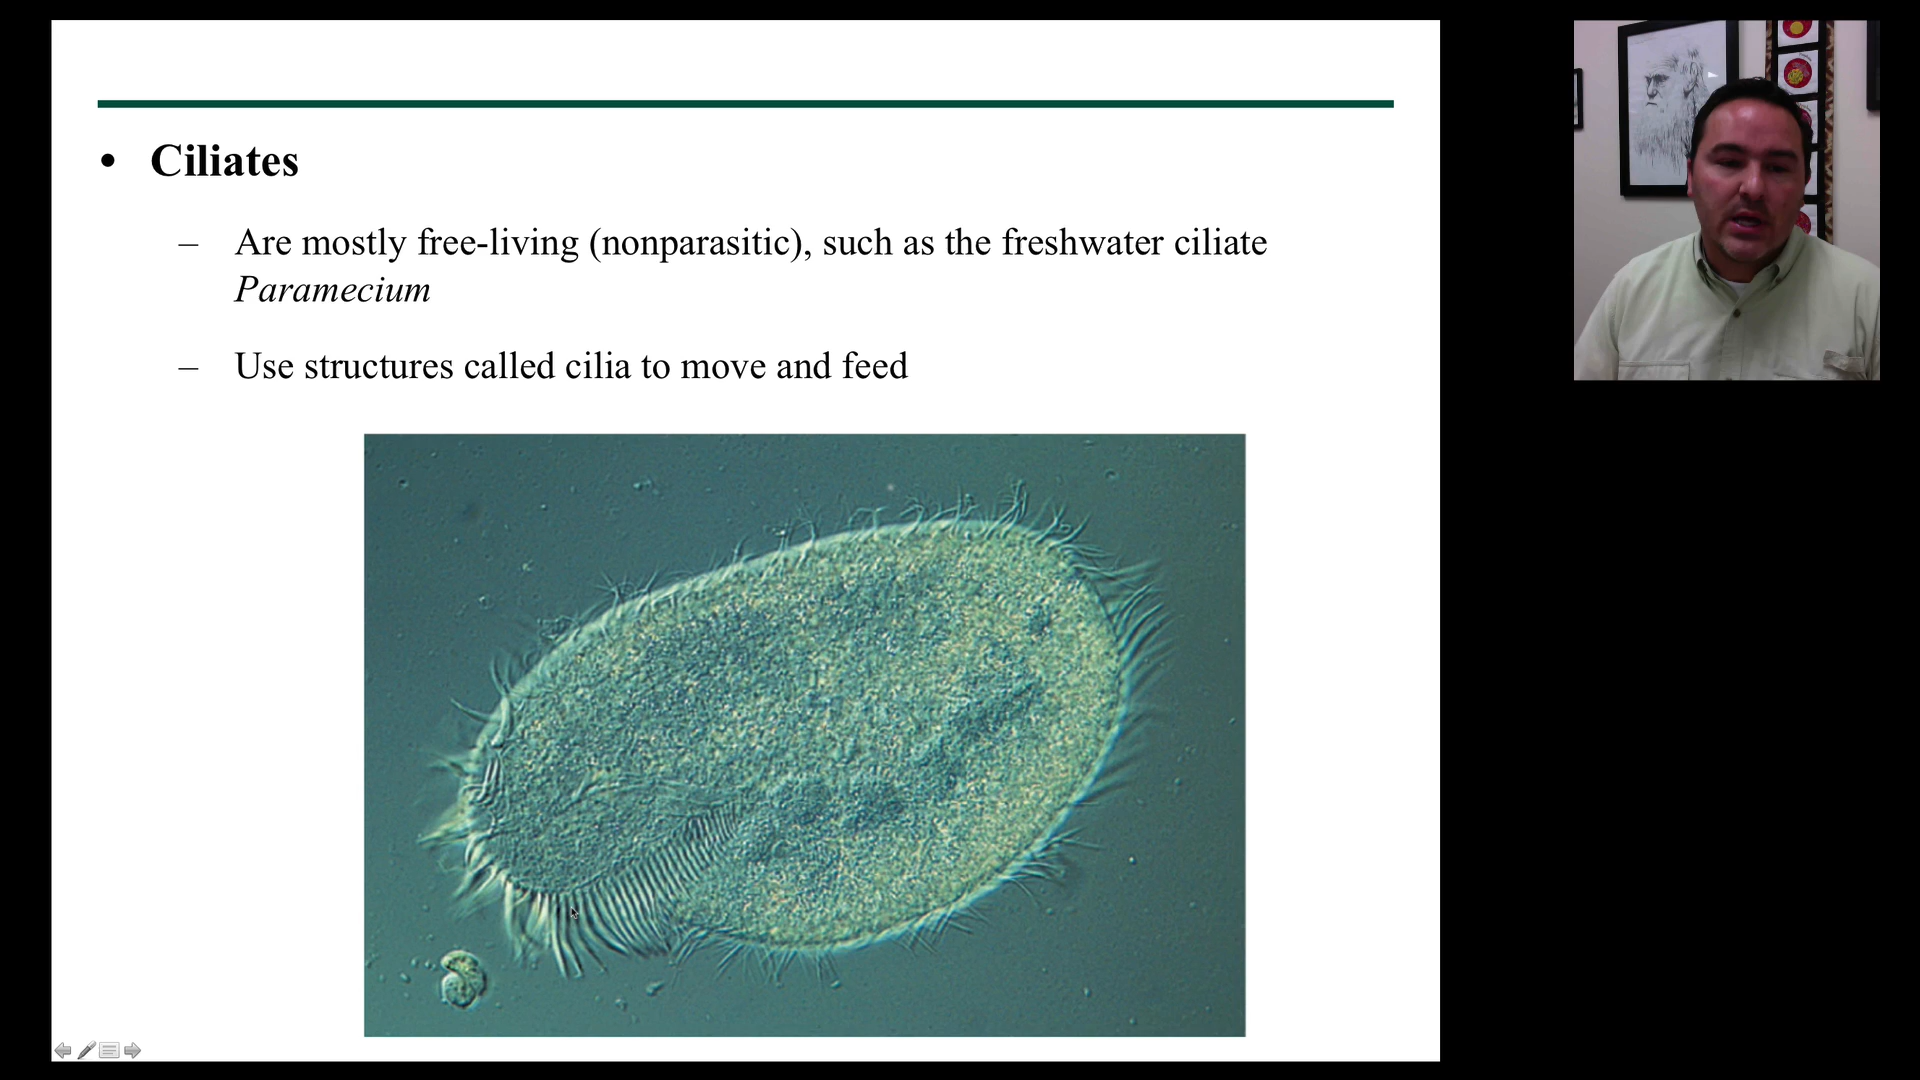 • Ciliates
– Are mostly free-living (nonparasitic), such as the freshwater ciliate
Paramecium
– Use structures called cilia to move and feed